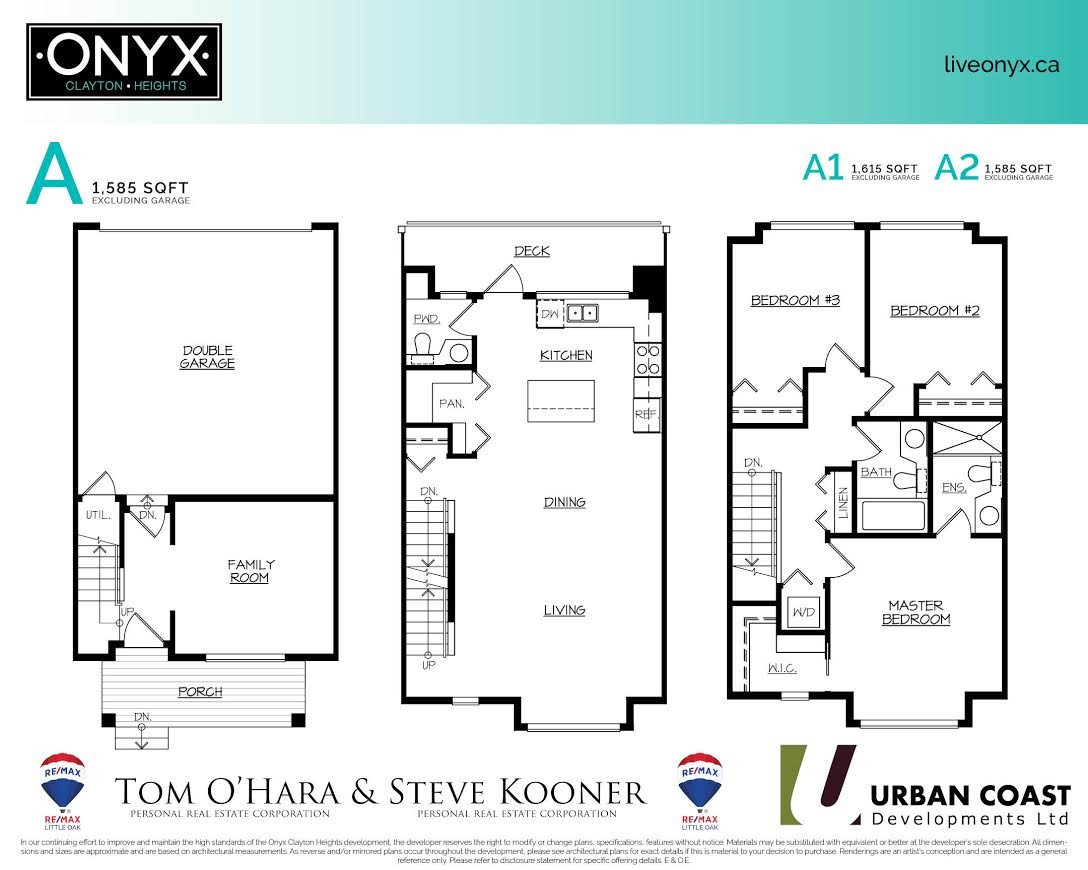 ·ONYX·
CLAYTON • HEIGHTS
liveonyx.ca
A
1,585 SQFT
EXCLUDING GARAGE
A1 1,615 SQFT
EXCLUDING GARAGE
A2 1,585 SQFT
EXCLUDING GARAGE
DOUBLE
GARAGE
UTIL.
DN.
UP
FAMILY
ROOM
PORCH
DN.
DECK
PWD.
DW
KITCHEN
PAN.
REF.
DN.
DINING
LIVING
UP
BEDROOM #3
BEDROOM #2
DN.
LINEN
BATH
ENS.
W/D
MASTER
BEDROOM
W.I.C.
RE/MAX
RE/MAX
LITTLE OAK
TOM O'HARA & STEVE KOONER
PERSONAL REAL ESTATE CORPORATION
PERSONAL REAL ESTATE CORPORATION
RE/MAX
RE/MAX
LITTLE OAK
URBAN COAST
Developments Ltd
In our continuing effort to improve and maintain the high standards of the Onyx Clayton Heights development, the developer reserves the right to modify or change plans, specifications, features without notice. Materials may be substituted with equivalent or better at the developer's sole desecration. All dimen-
sions and sizes are approximate and are based on architectural measurements. As reverse and/or mirrored plans occur throughout the development, please see architectural plans for exact details if this is material to your decision to purchase. Renderings are an artist's conception and are intended as a general
reference only. Please refer to disclosure statement for specific offering details. E & O.E.